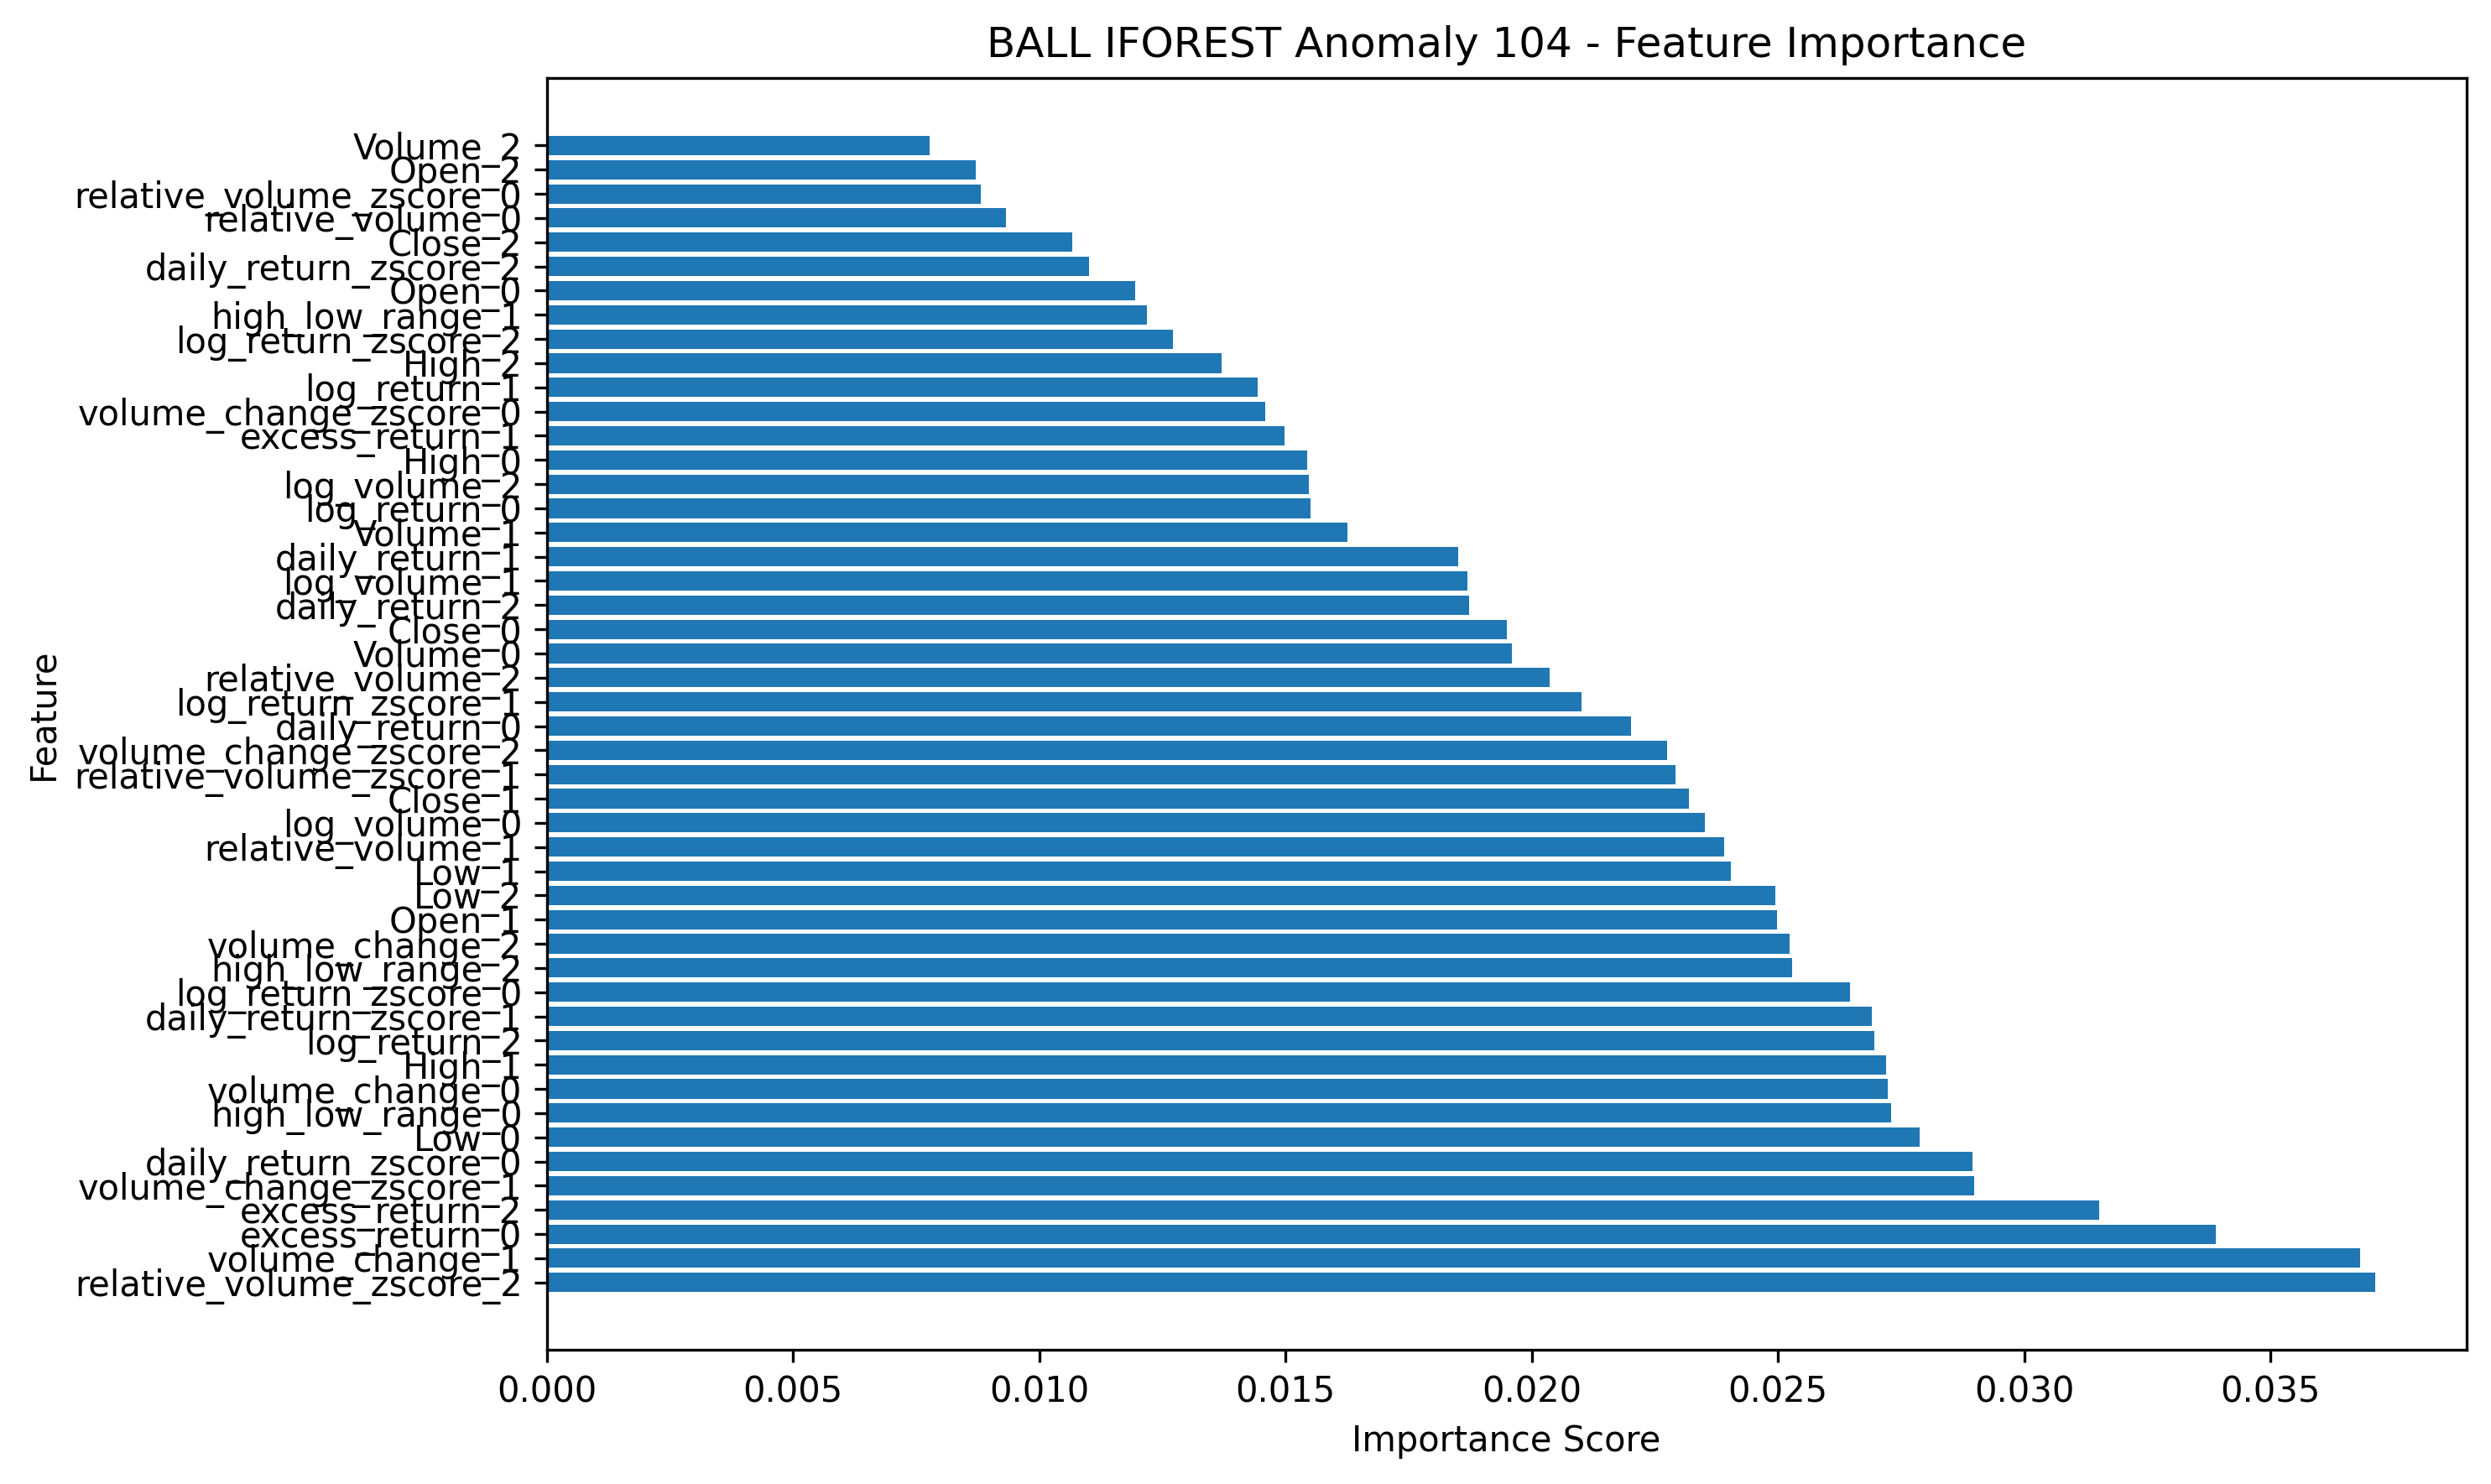 BALL IFOREST Anomaly 104 - Feature Importance
Volume_2
Open_2
relative_volume_zscore_0
relative_volume_0
Close_2
daily_return_zscore_2
Open_0
high_low_range_1
log_return_zscore_2
High_2
log_return_1
volume_change_zscore_0
excess_return_1
High_0
log_volume_2
log_return_0
Volume_1
daily_return_1
log_volume_1
daily_return_2
Close_0
Volume_0
relative_volume_2
log_return_zscore_1
daily_return_0
volume_change_zscore_2
relative_volume_zscore_1
Close_1
log_volume_0
relative_volume_1
Low_1
Low_2
Open_1
volume_change_2
high_low_range_2
log_return_zscore_0
daily_return_zscore_1
log_return_2
High_1
volume_change_0
high_low_range_0
Low_0
daily_return_zscore_0
volume_change_zscore_1
excess_return_2
excess_return_0
volume_change_1
relative_volume_zscore_2
Feature
0.000 0.005 0.010 0.015 0.020 0.025 0.030 0.035
Importance Score